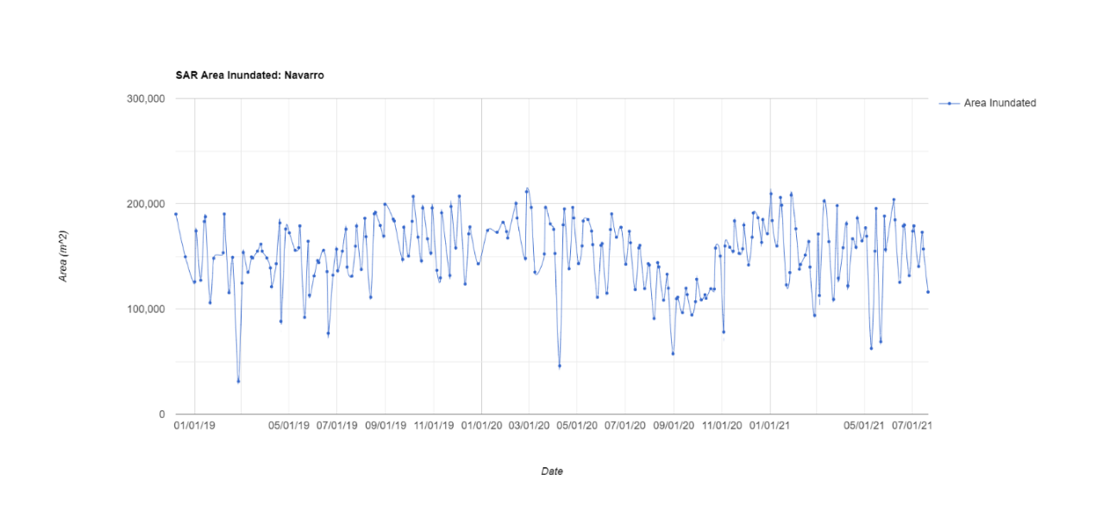 SAR Area Inundated: Navarro
300,000
Area Inundated
200,000
Area (m^2)
100,000
0
01/01/19 05/01/19 07/01/19 09/01/19 11/01/19 01/01/20 03/01/20 05/01/20 07/01/20 09/01/20 11/01/20 01/01/21 05/01/21 07/01/21
Date